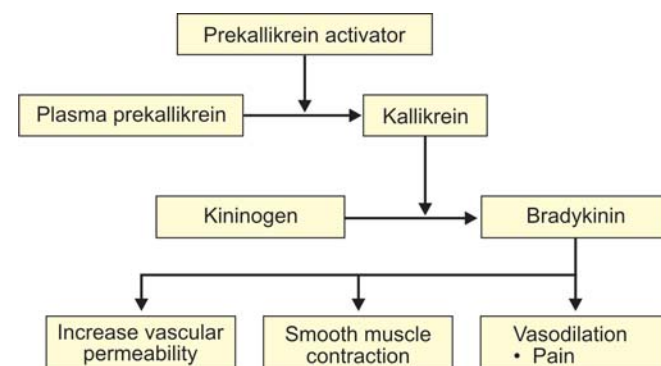 Prekallikrein activator
Plasma prekallikrein
Kallikrein
Kininogen
Bradykinin
Increase vascular
permeability
Smooth muscle
contraction
Vasodilation
• Pain